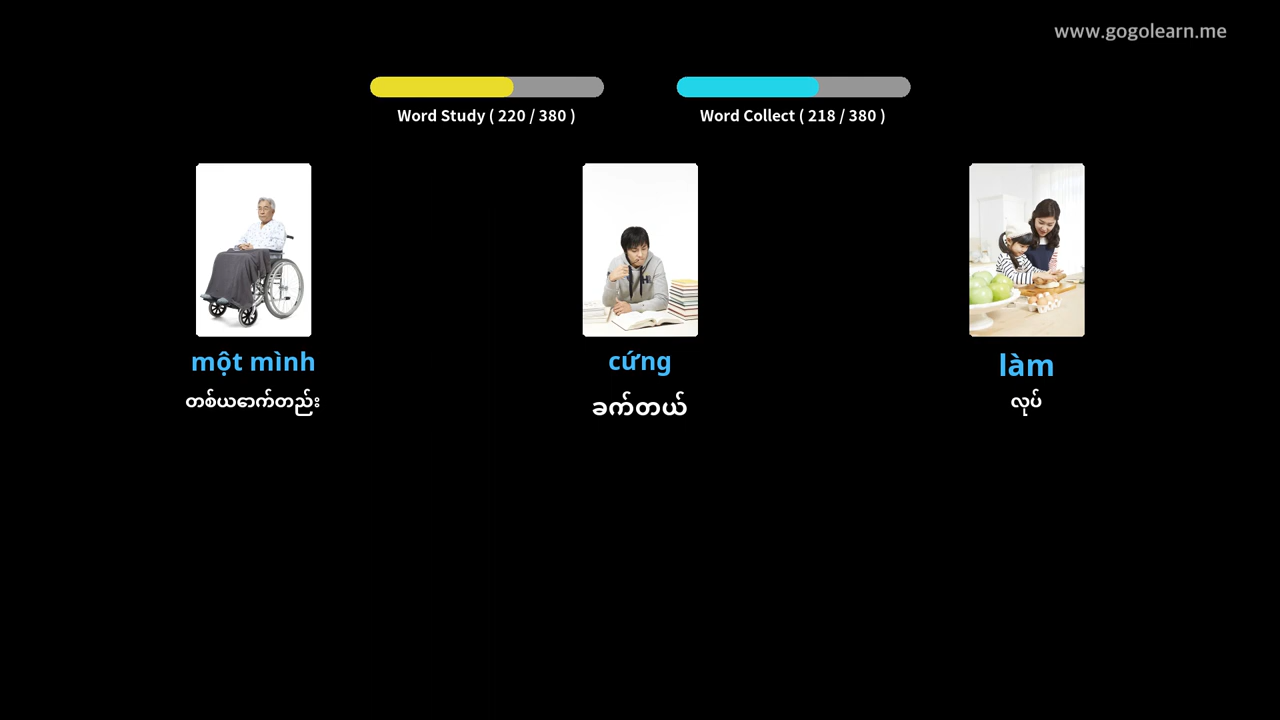 www.gogolearn.me
Word Study ( 220 / 380 )
Word Collect ( 218 / 380 )
một mình
cứng
làm
တစ်ယောက်တည်း
ခက်တယ်
လုပ်